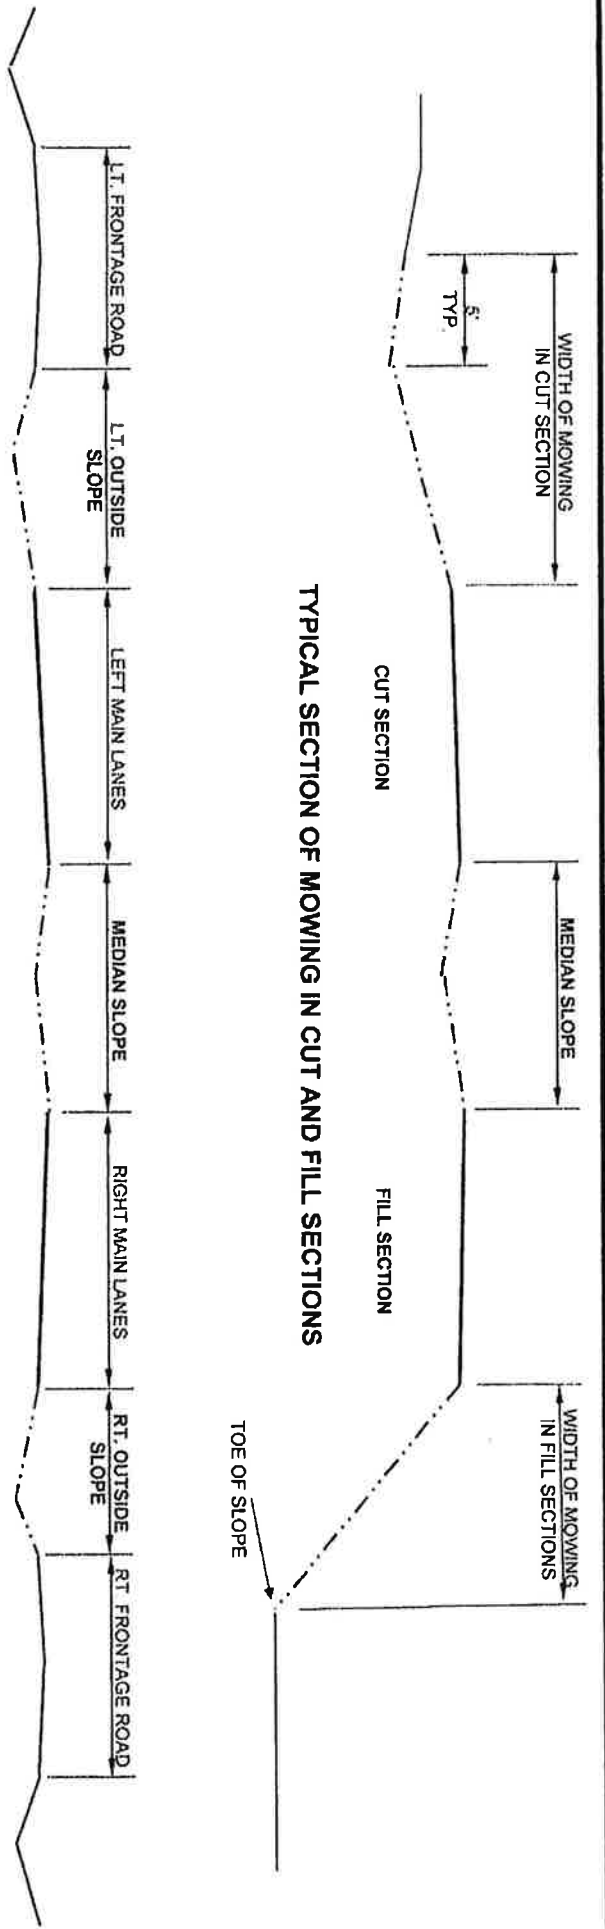 WIDTH OF MOWING
IN CUT SECTION
MEDIAN SLOPE
WIDTH OF MOWING
IN FILL SECTIONS
5'
TYP.
CUT SECTION
FILL SECTION
TYPICAL SECTION OF MOWING IN CUT AND FILL SECTIONS
TOE OF SLOPE
LT. FRONTAGE ROAD
LT. OUTSIDE
SLOPE
LEFT MAIN LANES
MEDIAN SLOPE
RIGHT MAIN LANES
RT. OUTSIDE
SLOPE
RT. FRONTAGE ROAD